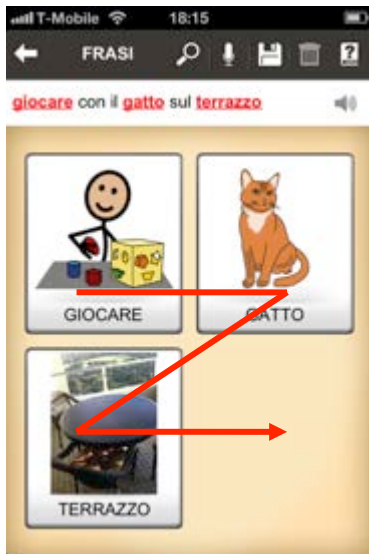 T-Mobile 18:15
FRASI ?
giocare con il gatto sul terrazzo
GIOCARE GATTO
TERRAZZO